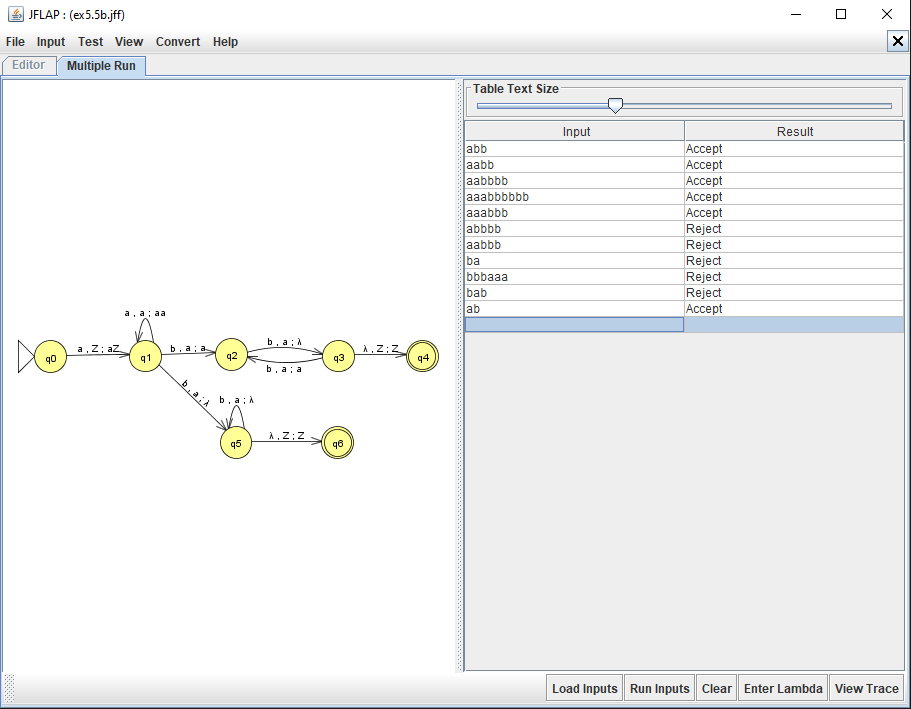 JFLAP : (ex5.5b.jff)
File Input Test View Convert Help
Editor Multiple Run
Table Text Size
Input Result
abb Accept
aabb Accept
aabbbb Accept
aaabbbbbb Accept
aaabbb Accept
abbbb Reject
aabbb Reject
ba Reject
bbbaaa Reject
bab Reject
ab Accept
a , a ; aa
q0
a , Z ; aZ
q1
b , a ; a
q2
b , a ; λ
b , a ; a
q3
λ , Z ; Z
q4
b , a ; λ
b , a ; λ
q5
λ , Z ; Z
q6
Load Inputs Run Inputs Clear Enter Lambda View Trace